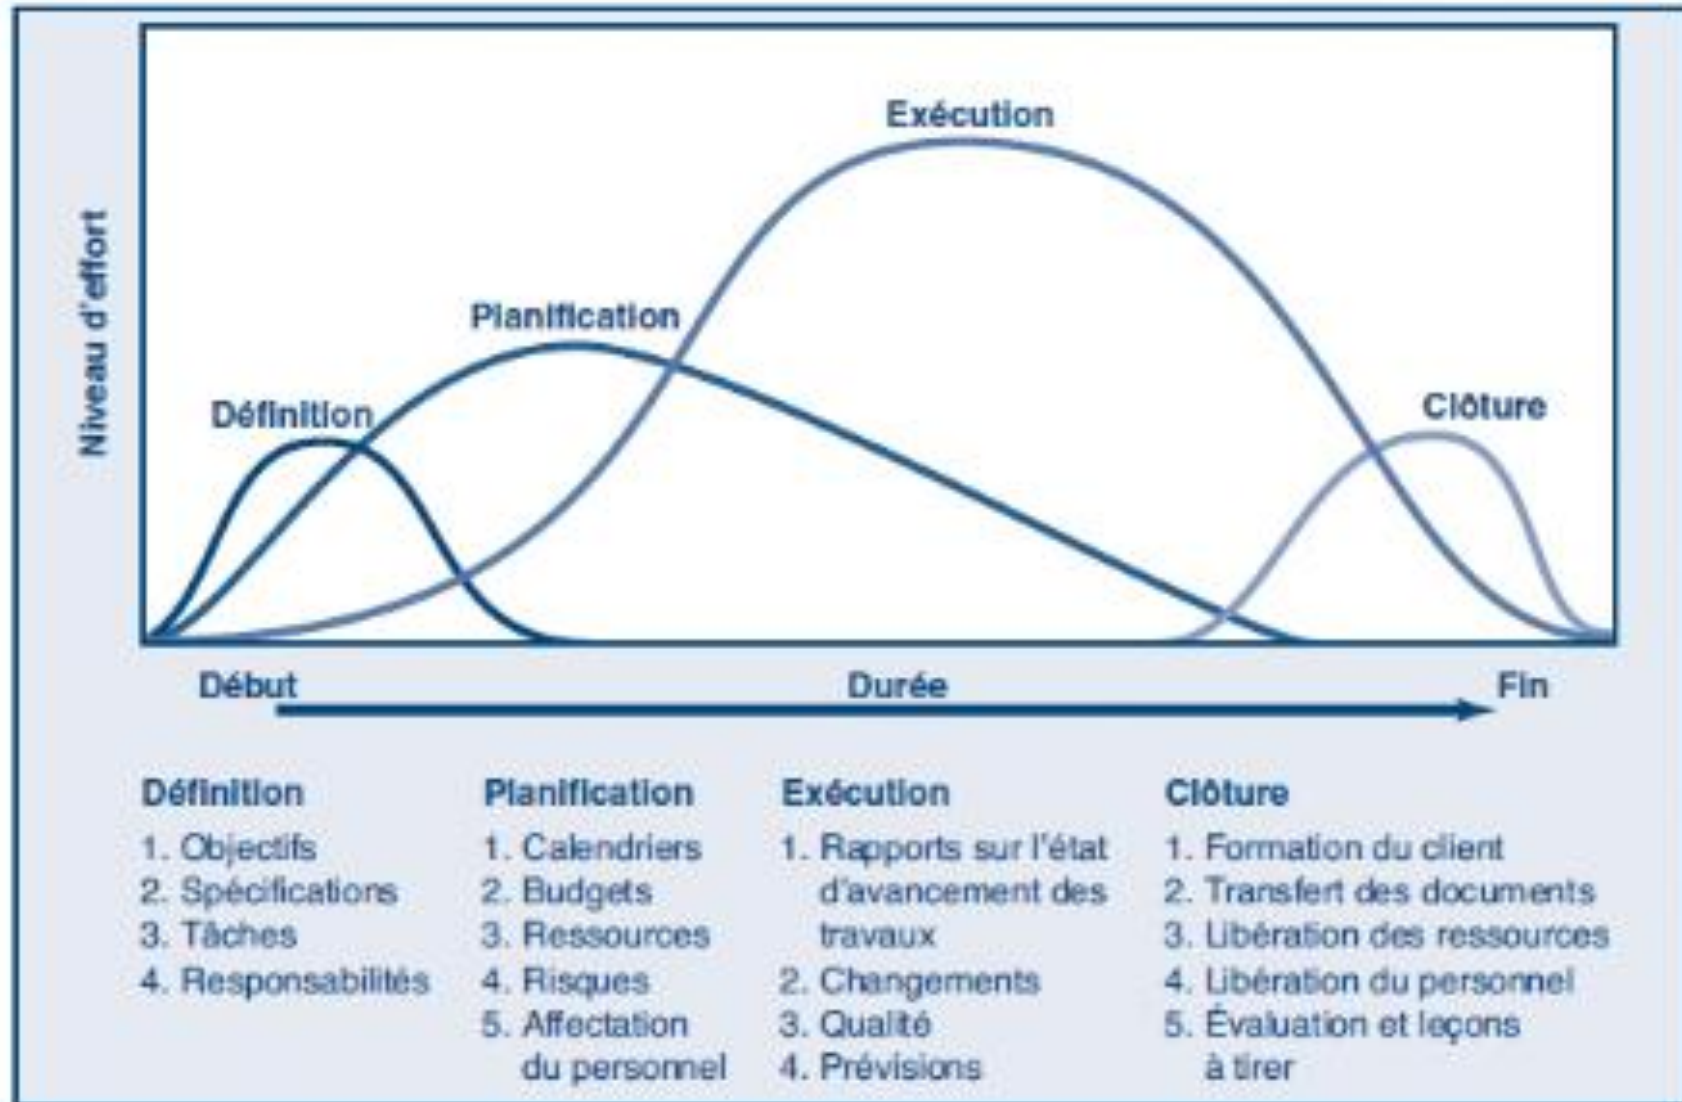 Exécution
Planification
Définition
Clôture
Niveau d'effort
Début
Durée
Fin
Définition
1. Objectifs
2. Spécifications
3. Tâches
4. Responsabilités
Planification
1. Calendriers
2. Budgets
3. Ressources
4. Risques
5. Affectation
du personnel
Exécution
1. Rapports sur l'état
d'avancement des
travaux
2. Changements
3. Qualité
4. Prévisions
Clôture
1. Formation du client
2. Transfert des documents
3. Libération des ressources
4. Libération du personnel
5. Évaluation et leçons
à tirer